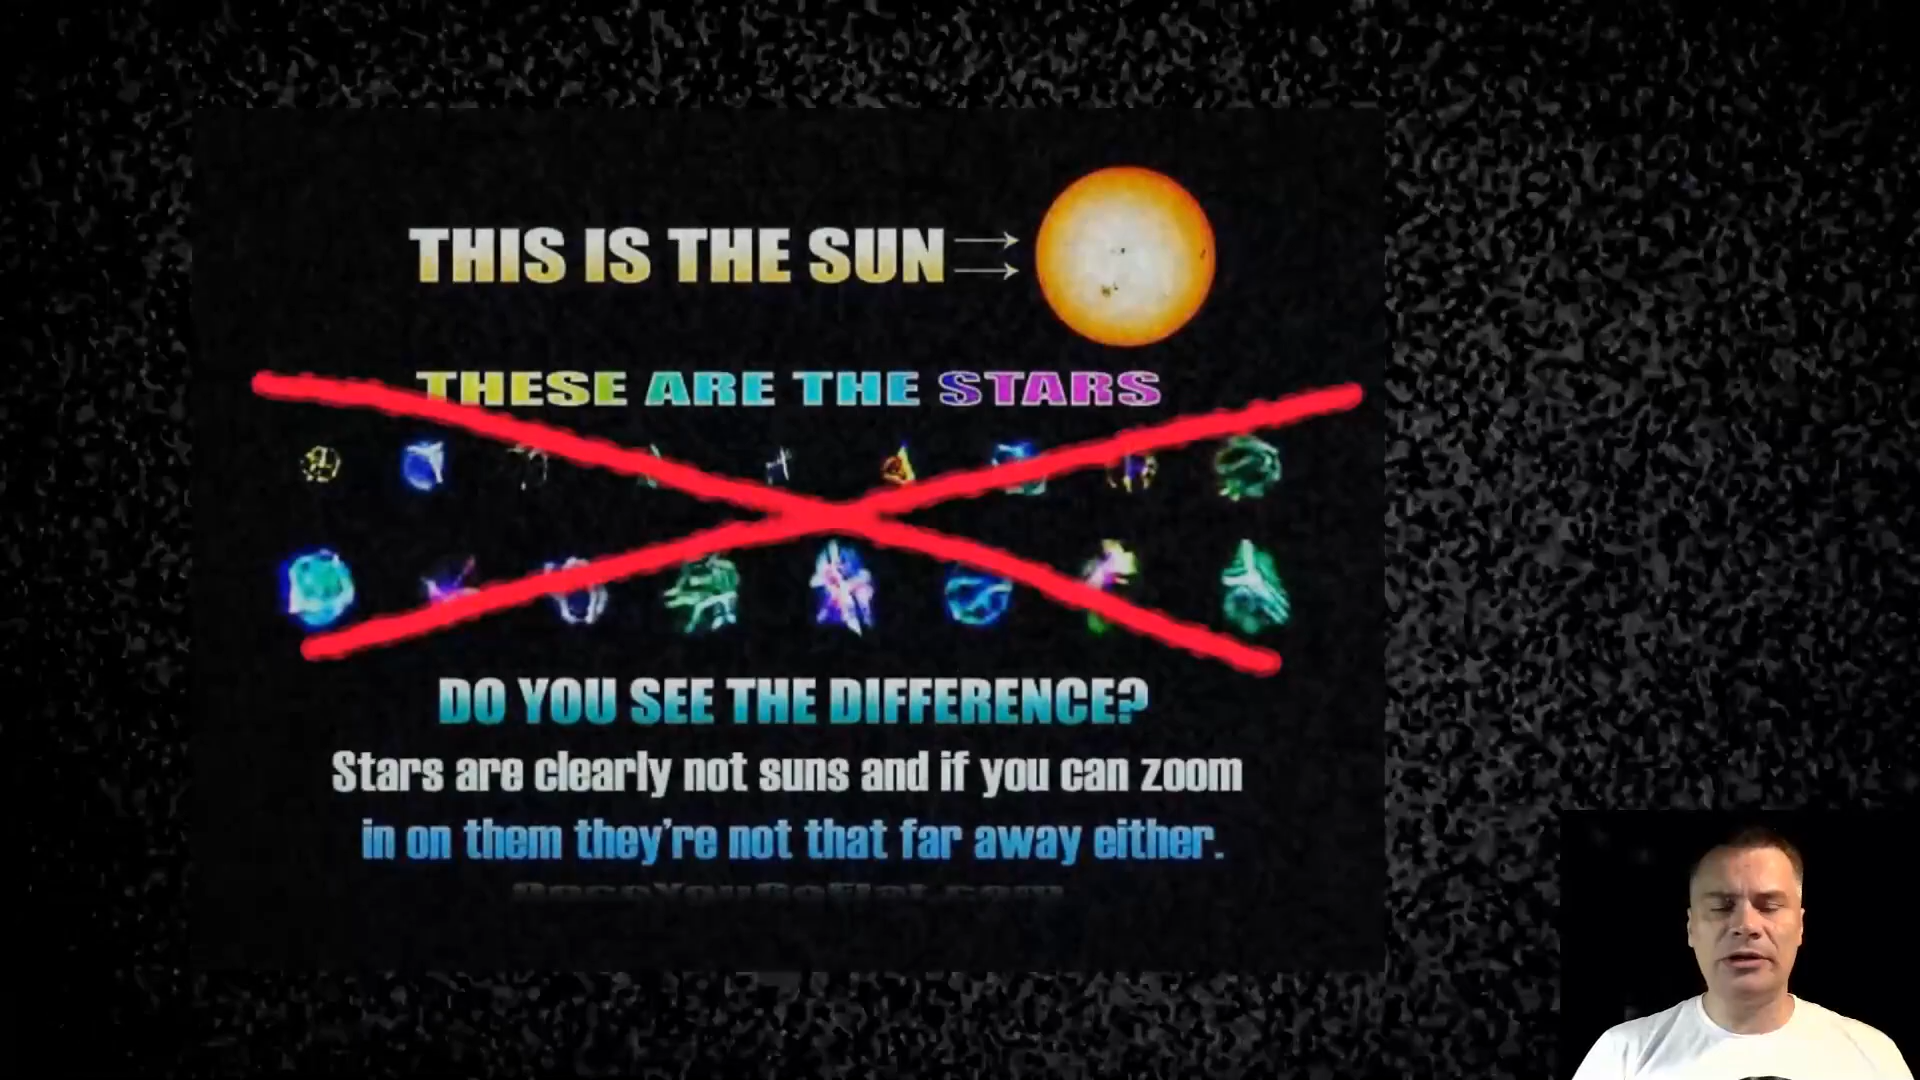 THIS IS THE SUN
THESE ARE THE STARS
DO YOU SEE THE DIFFERENCE?
Stars are clearly not suns and if you can zoom
in on them they're not that far away either.